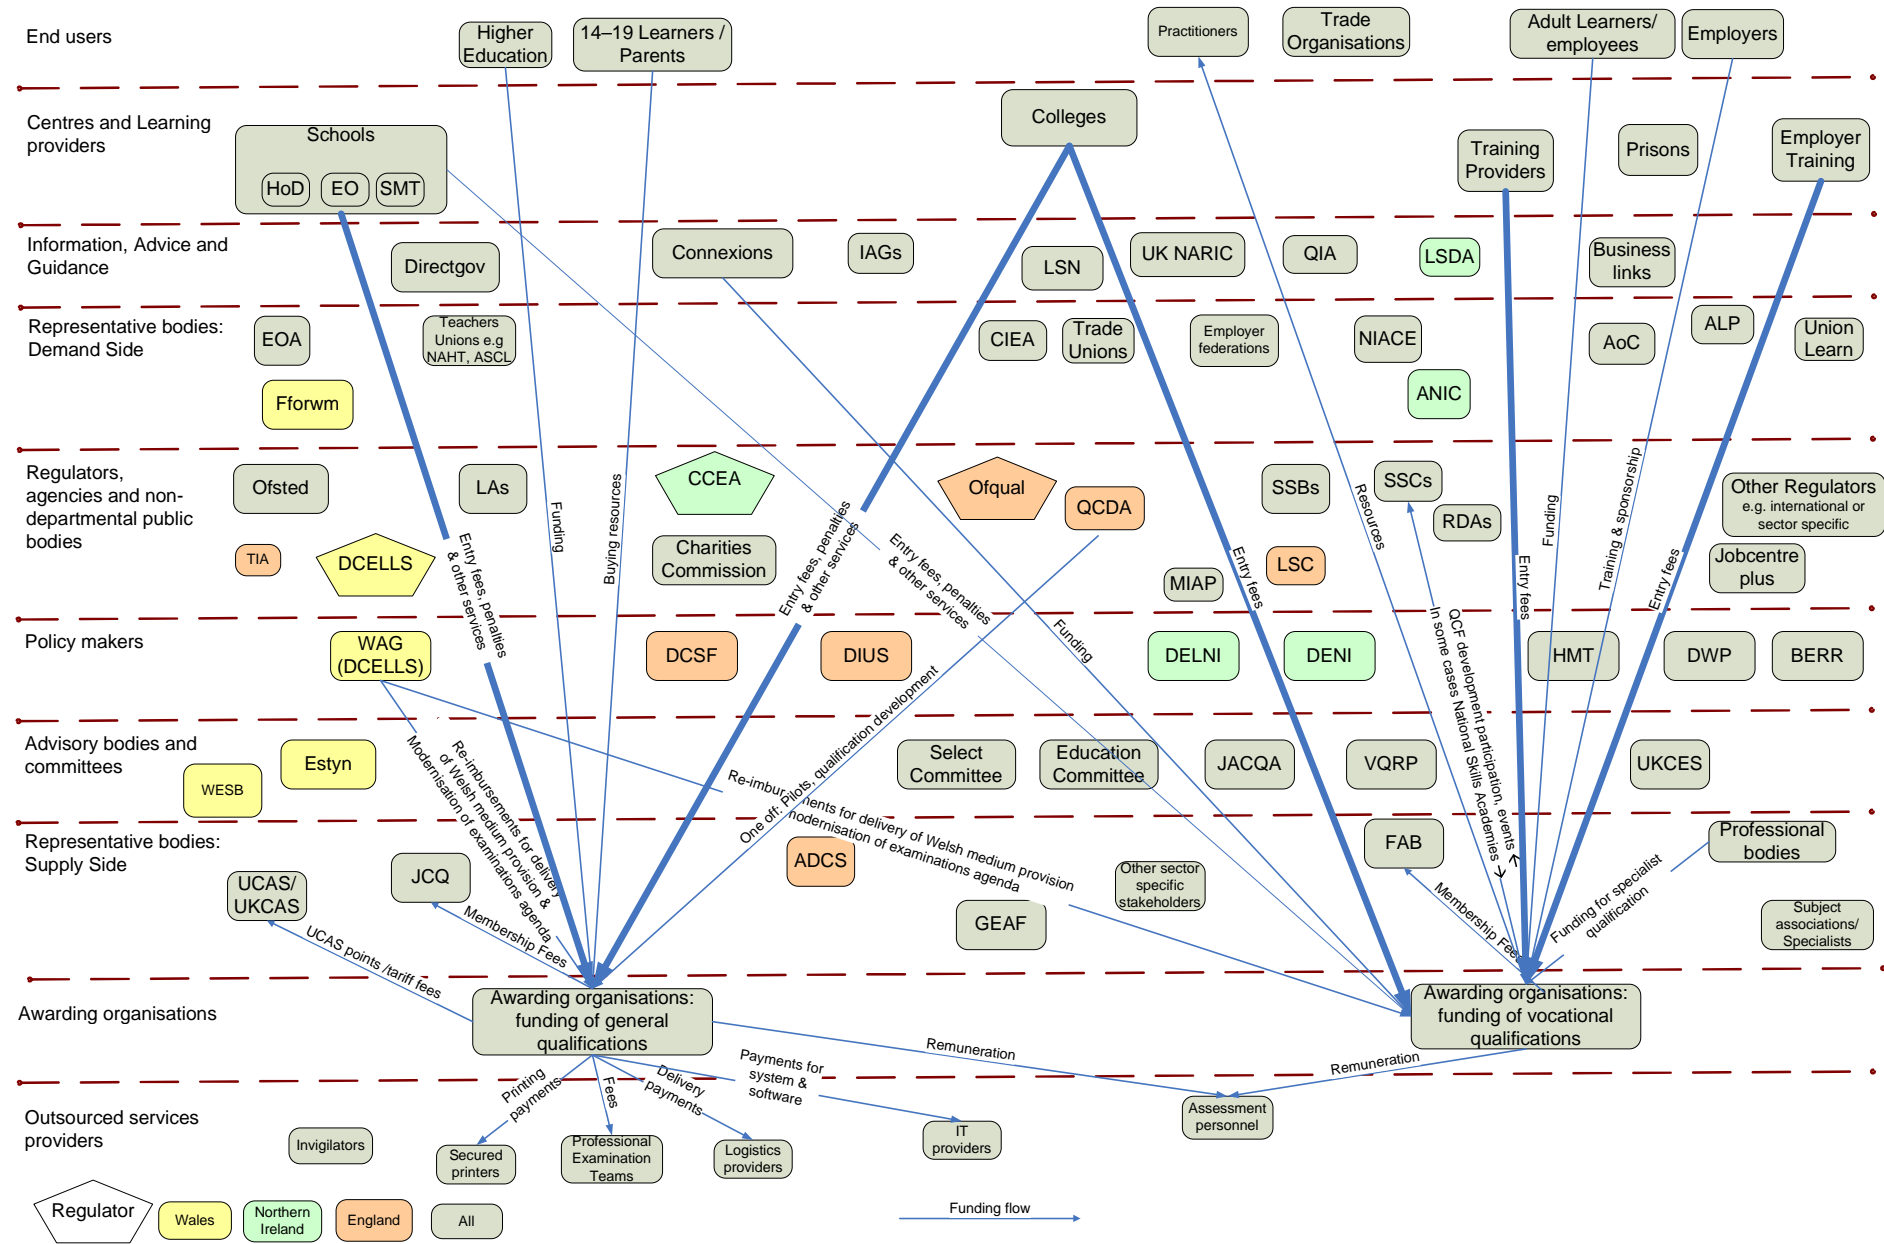 End users
Higher
Education
14–19 Learners /
Parents
Practitioners
Trade
Organisations
Adult Learners/
employees
Employers
Centres and Learning
providers
Schools
HoD
EO
SMT
Colleges
Training
Providers
Prisons
Employer
Training
Information, Advice and
Guidance
Directgov
Connexions
IAGs
LSN
UK NARIC
QIA
LSDA
Business
links
Representative bodies:
Demand Side
EOA
Teachers
Unions e.g
NAHT, ASCL
CIEA
Trade
Unions
Employer
federations
NIACE
AoC
ALP
Union
Learn
Fforwm
ANIC
Regulators,
agencies and non-
departmental public
bodies
Ofsted
LAs
CCEA
Ofqual
QCDA
SSBs
SSCs
RDAs
Other Regulators
e.g. international or
sector specific
TIA
DCELLS
Charities
Commission
MIAP
LSC
Jobcentre
plus
Entry fees, penalties
& other services
Funding
Buying resources
Entry fees, penalties
& other services
Entry fees, penalties
& other services
Funding
Entry fees
Resources
QCF development participation, events
In some cases National Skills Academies
Entry fees
Funding
Training & sponsorship
Entry fees
Policy makers
WAG
(DCELLS)
DCSF
DIUS
DELNI
DENI
HMT
DWP
BERR
Advisory bodies and
committees
WESB
Estyn
Select
Committee
Education
Committee
JACQA
VQRP
UKCES
Re-imbursements for delivery
of Welsh medium provision &
Modernisation of examinations agenda
One off: Pilots, qualification development
Re-imbursements for delivery of Welsh medium provision
modernisation of examinations agenda
Representative bodies:
Supply Side
UCAS/
UKCAS
JCQ
ADCS
GEAF
Other sector
specific
stakeholders
FAB
Professional
bodies
Subject
associations/
Specialists
UCAS points /tariff fees
Membership Fees
Membership Fees
Funding for specialist
qualification
Awarding organisations
Awarding organisations:
funding of general
qualifications
Awarding organisations:
funding of vocational
qualifications
Remuneration
Remuneration
Printing
payments
Fees
Delivery
payments
Payments for
system &
software
Outsourced services
providers
Invigilators
Secured
printers
Professional
Examination
Teams
Logistics
providers
IT
providers
Assessment
personnel
Regulator
Wales
Northern
Ireland
England
All
Funding flow